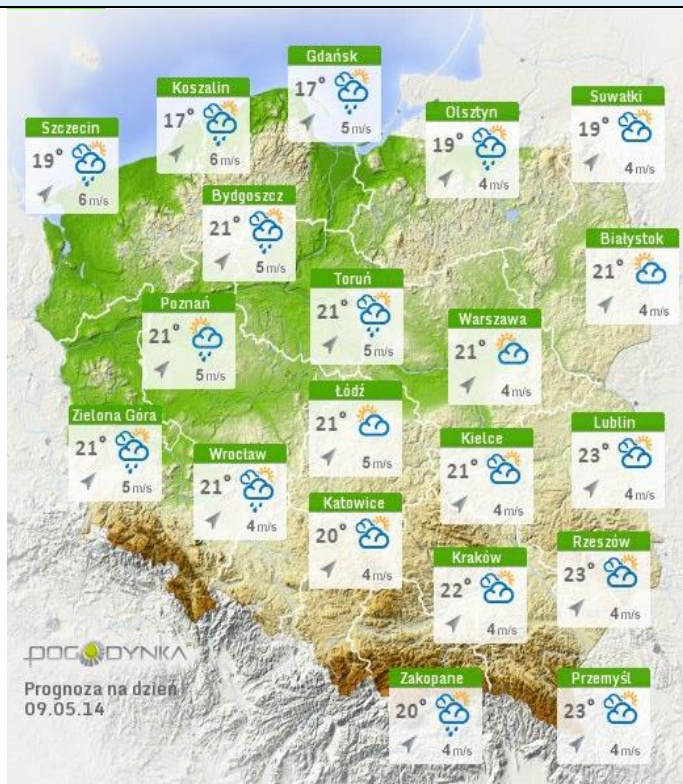 Gdańsk
17°
5 m/s
Koszalin
17°
6 m/s
Suwałki
19°
4 m/s
Olsztyn
19°
4 m/s
Szczecin
19°
6 m/s
Bydgoszcz
21°
5 m/s
Białystok
21°
4 m/s
Toruń
21°
5 m/s
Poznań
21°
5 m/s
Warszawa
21°
4 m/s
Łódź
21°
5 m/s
Zielona Góra
21°
5 m/s
Lublin
23°
4 m/s
Kielce
21°
4 m/s
Wrocław
21°
4 m/s
Katowice
20°
4 m/s
Rzeszów
23°
4 m/s
Kraków
22°
4 m/s
POGODYNKA
Prognoza na dzień
09.05.14
Zakopane
20°
4 m/s
Przemyśl
23°
4 m/s